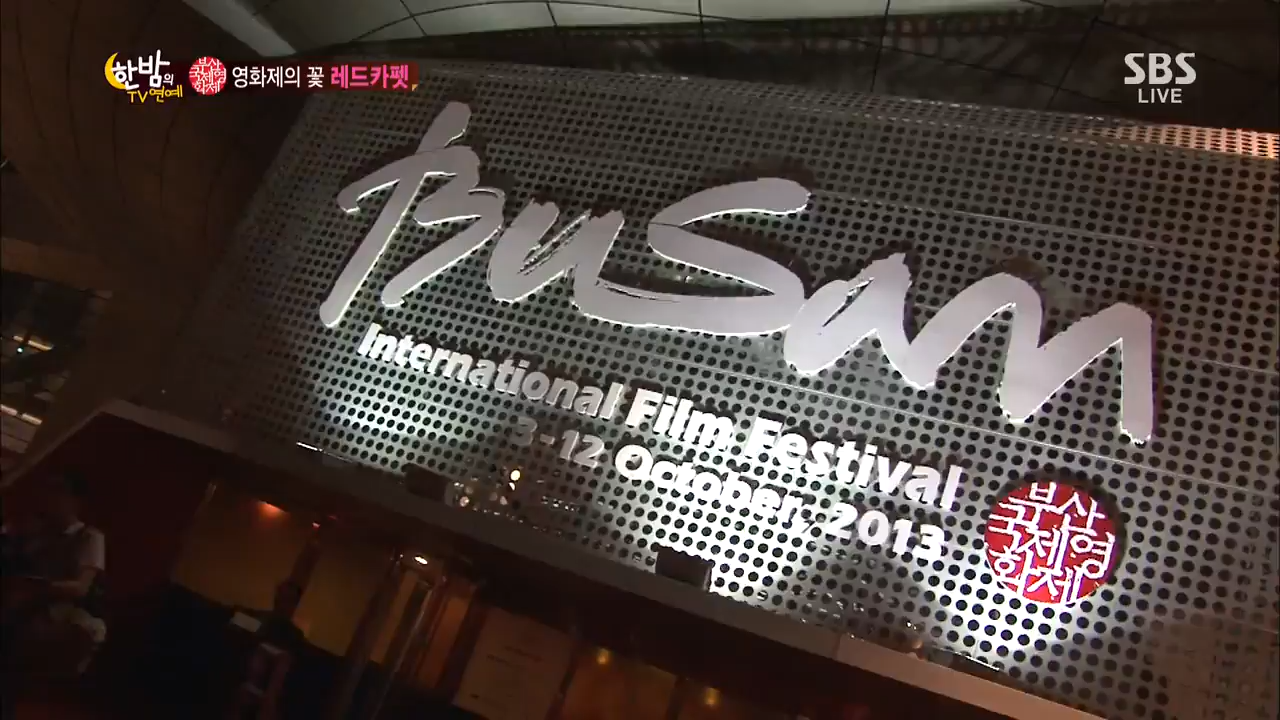 한밤의
TV연예
부산
국제영
화제
영화제의 꽃 레드카펫
SBS
LIVE
Busan
International Film Festival
3-12 October, 2013
부산
국제영
화제